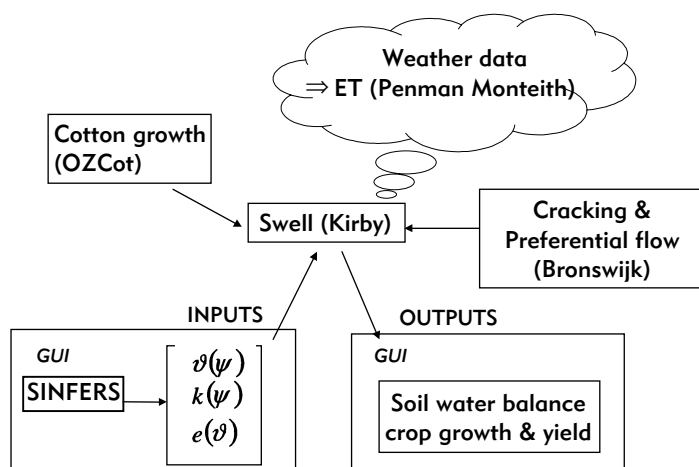 Weather data
⇒ ET (Penman Monteith)
Cotton growth
(OZCot)
Swell (Kirby)
Cracking &
Preferential flow
(Bronswijk)
INPUTS
GUI
SINFERS
ϑ(ψ)
k(ψ)
e(ϑ)
OUTPUTS
GUI
Soil water balance
crop growth & yield